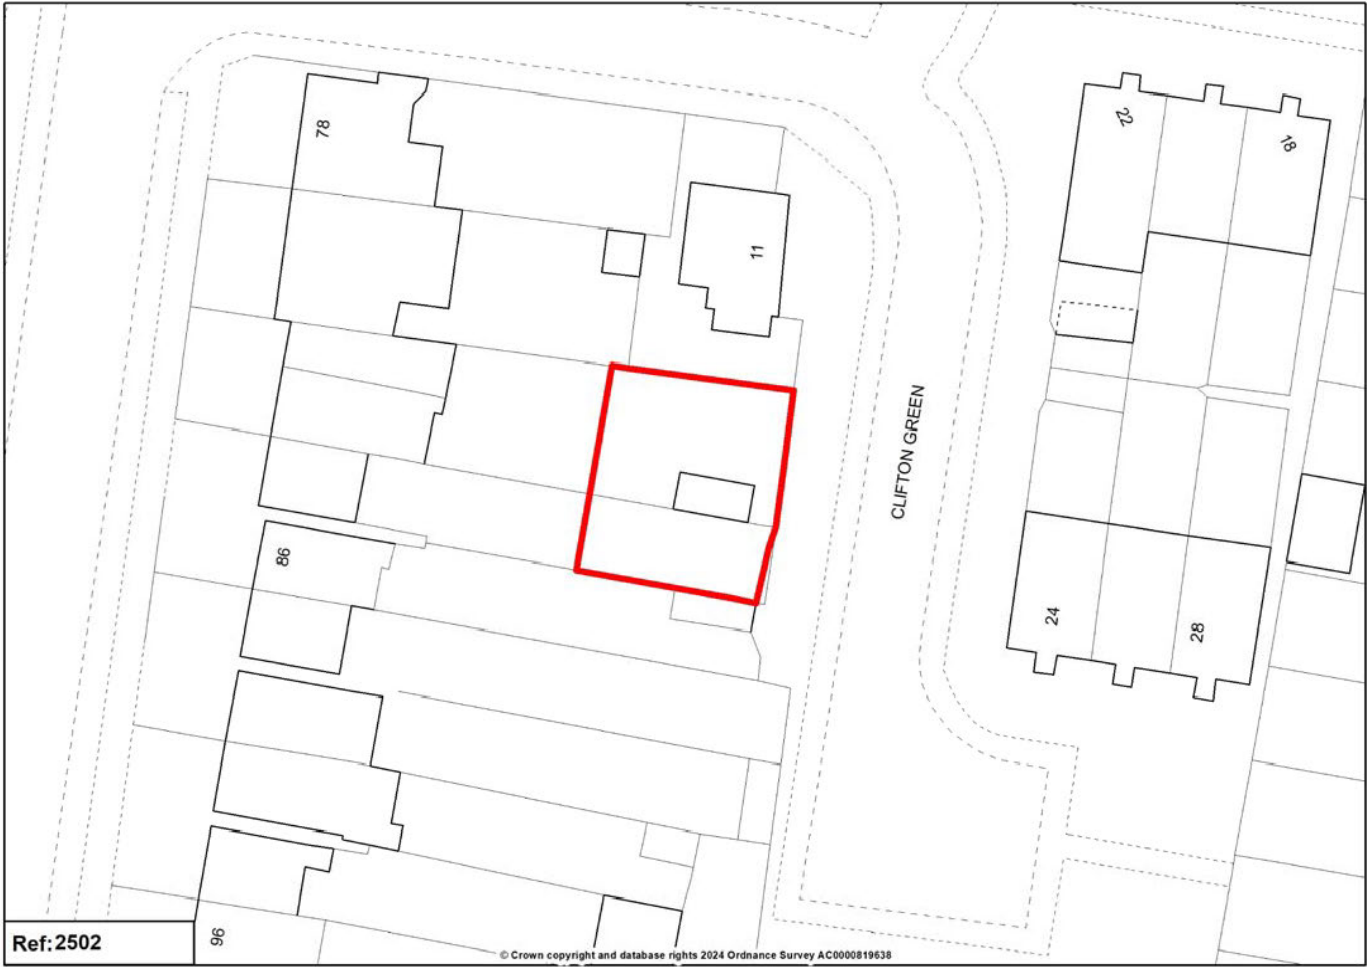 78
22
18
11
CLIFTON GREEN
86
24
28
96
Ref:2502
© Crown copyright and database rights 2024 Ordnance Survey AC0000819638